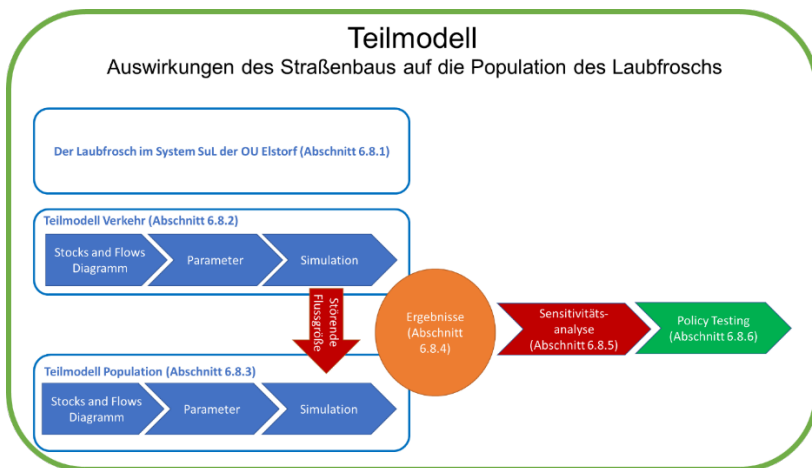 Teilmodell
Auswirkungen des Straßenbaus auf die Population des Laubfroschs
Der Laubfrosch im System SuL der OU Elstorf (Abschnitt 6.8.1)
Teilmodell Verkehr (Abschnitt 6.8.2)
Stocks and Flows
Diagramm
Parameter
Simulation
Störende
Flussgröße
Ergebnisse
(Abschnitt
6.8.4)
Sensitivitäts-
analyse
(Abschnitt 6.8.5)
Policy Testing
(Abschnitt 6.8.6)
Teilmodell Population (Abschnitt 6.8.3)
Stocks and Flows
Diagramm
Parameter
Simulation